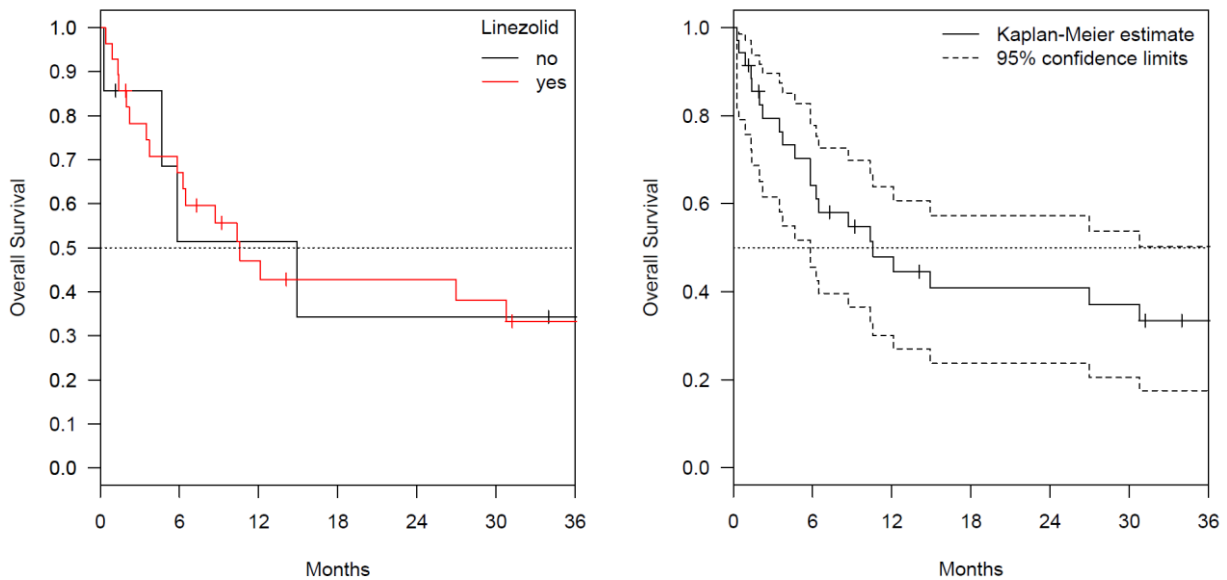 Linezolid
no
yes
Overall Survival
1.0
0.9
0.8
0.7
0.6
0.5
0.4
0.3
0.2
0.1
0.0
0 6 12 18 24 30 36
Months
Kaplan-Meier estimate
95% confidence limits
Overall Survival
1.0
0.8
0.6
0.4
0.2
0.0
0 6 12 18 24 30 36
Months